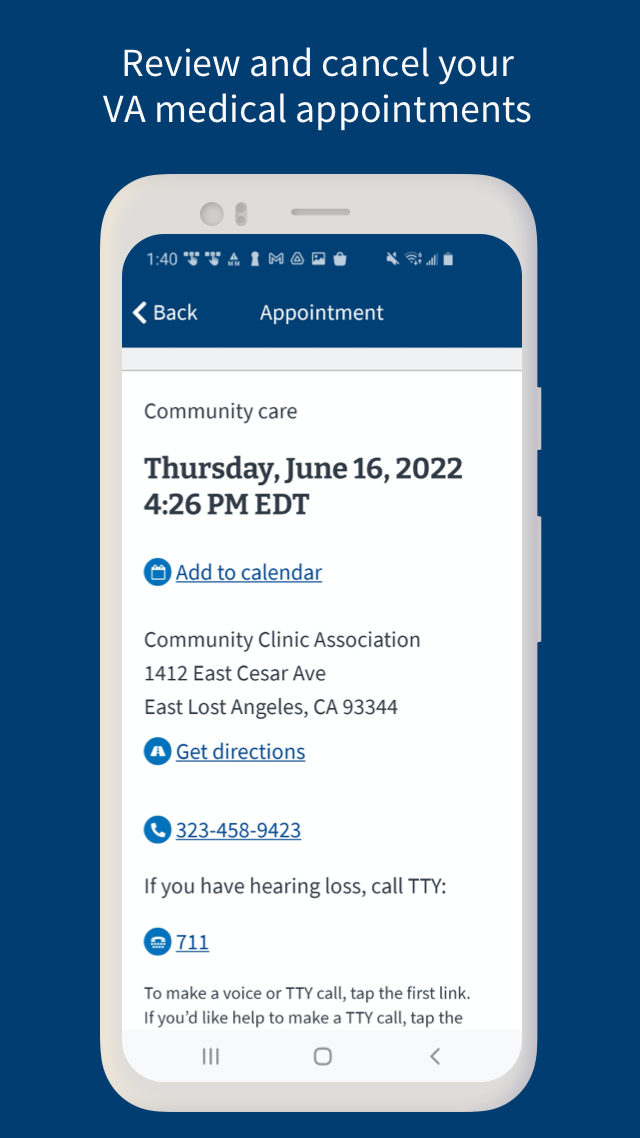 Review and cancel your
VA medical appointments
1:40
Back
Appointment
Community care
Thursday, June 16, 2022
4:26 PM EDT
Add to calendar
Community Clinic Association
1412 East Cesar Ave
East Lost Angeles, CA 93344
Get directions
323-458-9423
If you have hearing loss, call TTY:
711
To make a voice or TTY call, tap the first link.
If you’d like help to make a TTY call, tap the